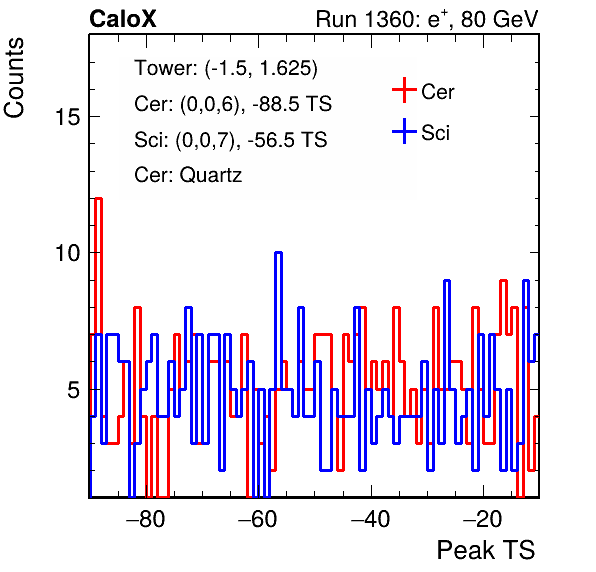 CaloX Run 1360: e+, 80 GeV
Counts
Tower: (-1.5, 1.625)
Cer: (0,0,6), -88.5 TS
Sci: (0,0,7), -56.5 TS
Cer: Quartz
Cer
Sci
15
10
5
−80 −60 −40 −20
Peak TS